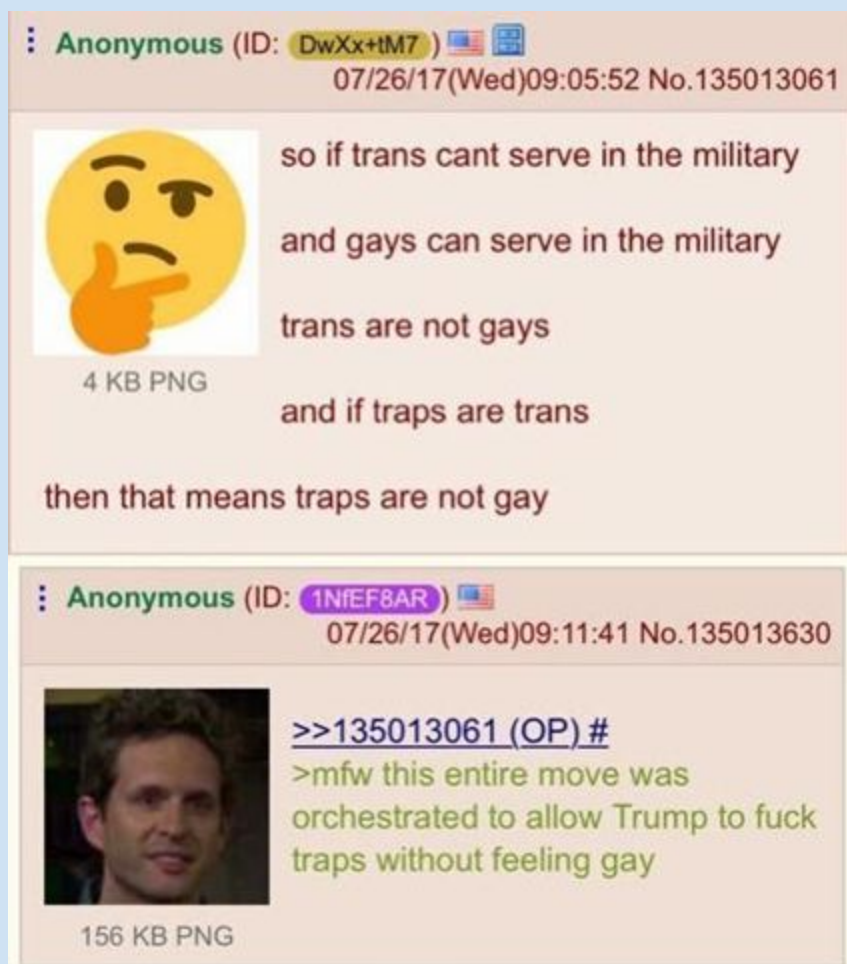 Anonymous (ID: DwXx+tM7)
07/26/17(Wed)09:05:52 No.135013061
so if trans cant serve in the military
and gays can serve in the military
trans are not gays
4 KB PNG
and if traps are trans
then that means traps are not gay
Anonymous (ID: 1NfEF8AR)
07/26/17(Wed)09:11:41 No.135013630
>>135013061 (OP) #
>mfw this entire move was
orchestrated to allow Trump to fuck
traps without feeling gay
156 KB PNG